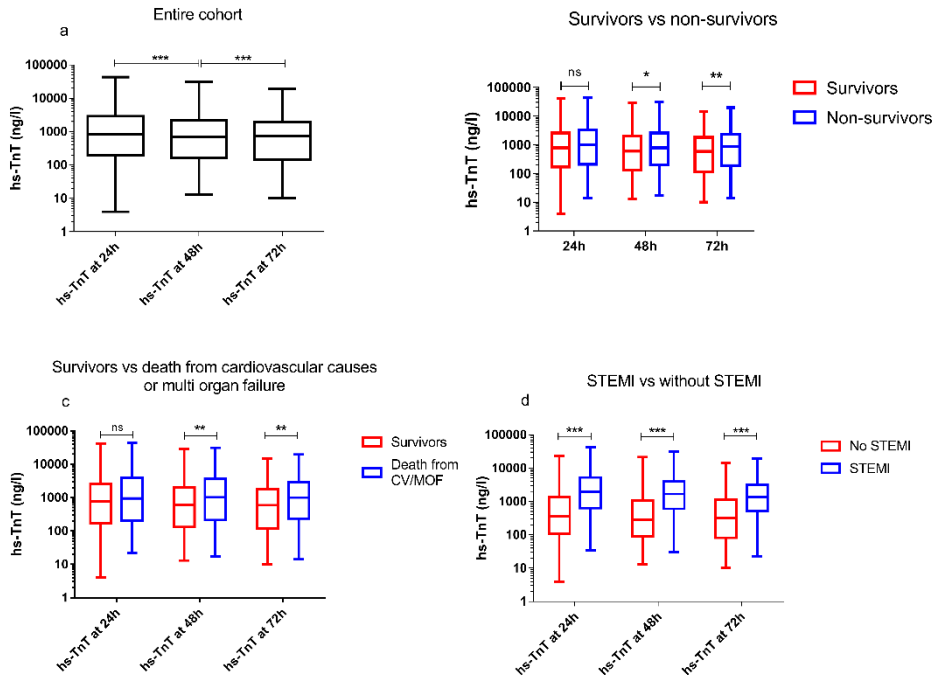 Entire cohort
a
***
***
100000
10000
1000
100
10
1
hs-TnT (ng/l)
hs-TnT at 24h
hs-TnT at 48h
hs-TnT at 72h
Survivors vs non-survivors
ns
*
**
100000
10000
1000
100
10
1
hs-TnT (ng/l)
24h
48h
72h
Survivors
Non-survivors
Survivors vs death from cardiovascular causes
or multi organ failure
c
ns
**
**
100000
10000
1000
100
10
1
hs-TnT (ng/l)
hs-TnT at 24h
hs-TnT at 48h
hs-TnT at 72h
Survivors
Death from
CV/MOF
STEMI vs without STEMI
d
***
***
***
100000
10000
1000
100
10
1
hs-TnT (ng/l)
hs-TnT at 24h
hs-TnT at 48h
hs-TnT at 72h
No STEMI
STEMI